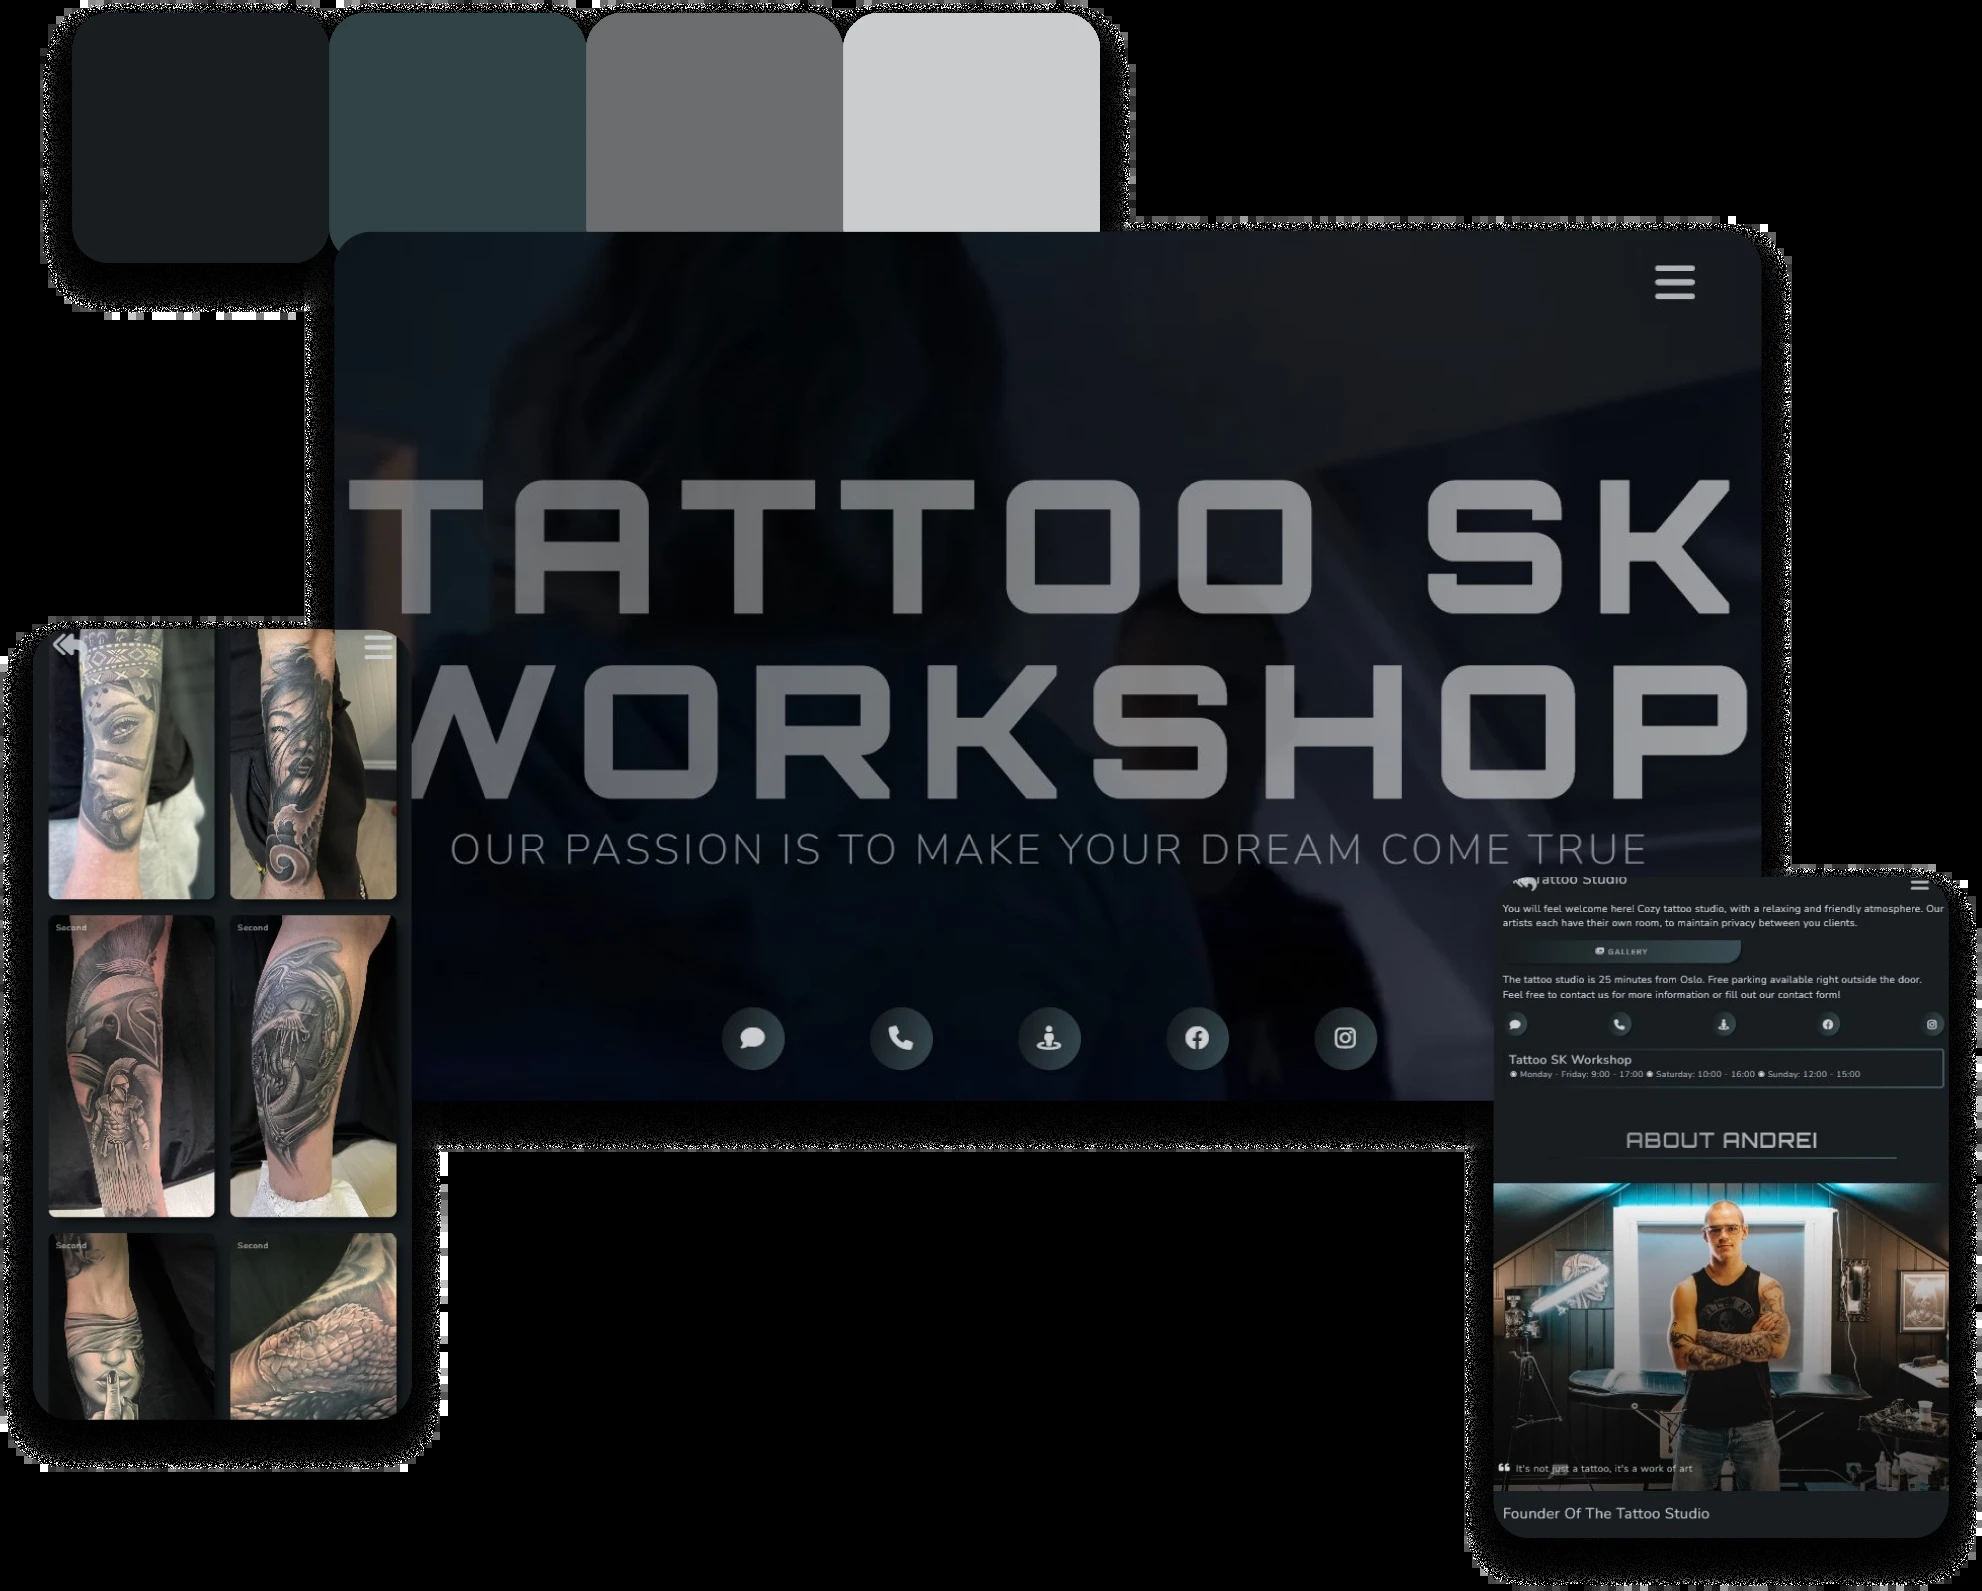 TATTOO SK
WORKSHOP
OUR PASSION IS TO MAKE YOUR DREAM COME TRUE
Second
Second
Second
Second
Tattoo Studio
You will feel welcome here! Cozy tattoo studio, with a relaxing and friendly atmosphere. Our
artists each have their own room, to maintain privacy between you clients.
GALLERY
The tattoo studio is 25 minutes from Oslo. Free parking available right outside the door.
Feel free to contact us for more information or fill out our contact form!
Tattoo SK Workshop
Monday - Friday: 9:00 - 17:00 Saturday: 10:00 - 16:00 Sunday: 12:00 - 15:00
ABOUT ANDREI
It's not just a tattoo, it's a work of art
Founder Of The Tattoo Studio